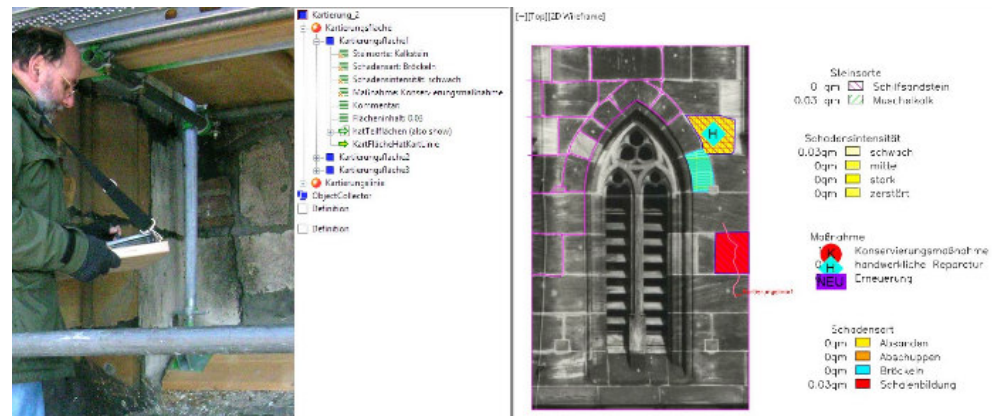 Kartierung_2
Kartierungsfläche
Kartierungsfläche1
Steinsorte: Kalkstein
Schadensart: Bröckeln
Schadensintensität: schwach
Maßnahme: Konservierungsmaßnahme
Kommentar:
Flächeninhalt: 0.03
hatTeilflächen (also show)
KartFlächeHatKartLinie
Kartierungsfläche2
Kartierungsfläche3
Kartierungslinie
ObjectCollector
Definition
Definition
[-][Top][2D Wireframe]
H
Steinsorte
0 qm Schilfsandstein
0.03 qm Muschelkalk
Schadensintensität
0.03qm schwach
0qm mitte
0qm stark
0qm zerstört
Maßnahme
K Konservierungsmaßnahme
H handwerkliche Reparatur
NEU Erneuerung
Schadensart
0qm Absanden
0qm Abschuppen
0qm Bröckeln
0.03qm Schalenbildung